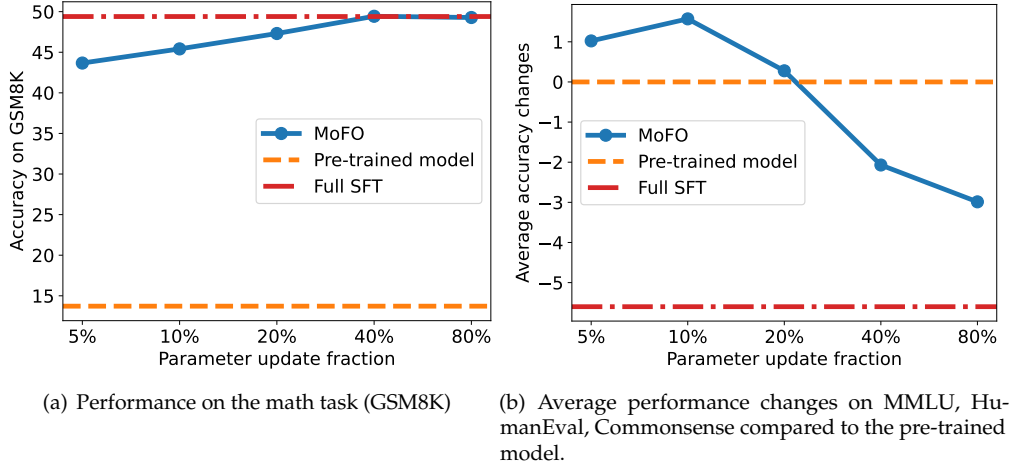 50
45
40
35
30
25
20
15
Accuracy on GSM8K
MoFO
Pre-trained model
Full SFT
5% 10% 20% 40% 80%
Parameter update fraction
(a) Performance on the math task (GSM8K)
1
0
−1
−2
−3
−4
−5
Average accuracy changes
MoFO
Pre-trained model
Full SFT
5% 10% 20% 40% 80%
Parameter update fraction
(b) Average performance changes on MMLU, Hu-
manEval, Commonsense compared to the pre-trained
model.